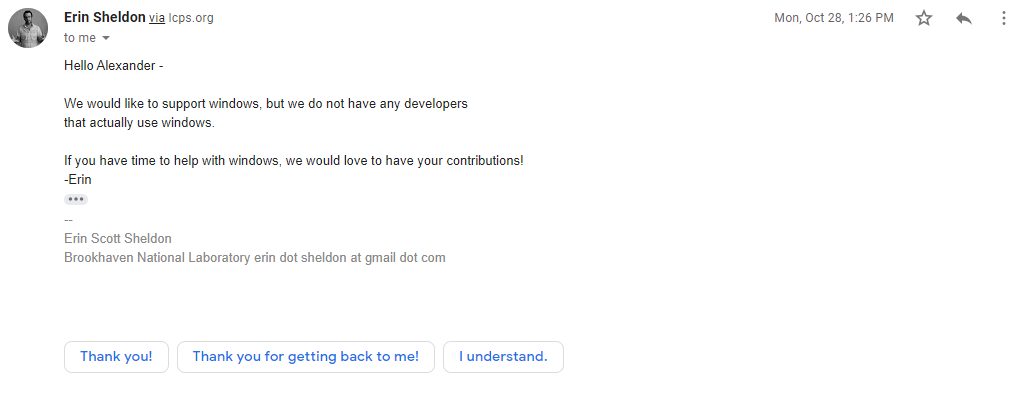 Erin Sheldon via lcps.org
Mon, Oct 28, 1:26 PM
to me
Hello Alexander -
We would like to support windows, but we do not have any developers
that actually use windows.
If you have time to help with windows, we would love to have your contributions!
-Erin
--
Erin Scott Sheldon
Brookhaven National Laboratory erin dot sheldon at gmail dot com
Thank you!
Thank you for getting back to me!
I understand.